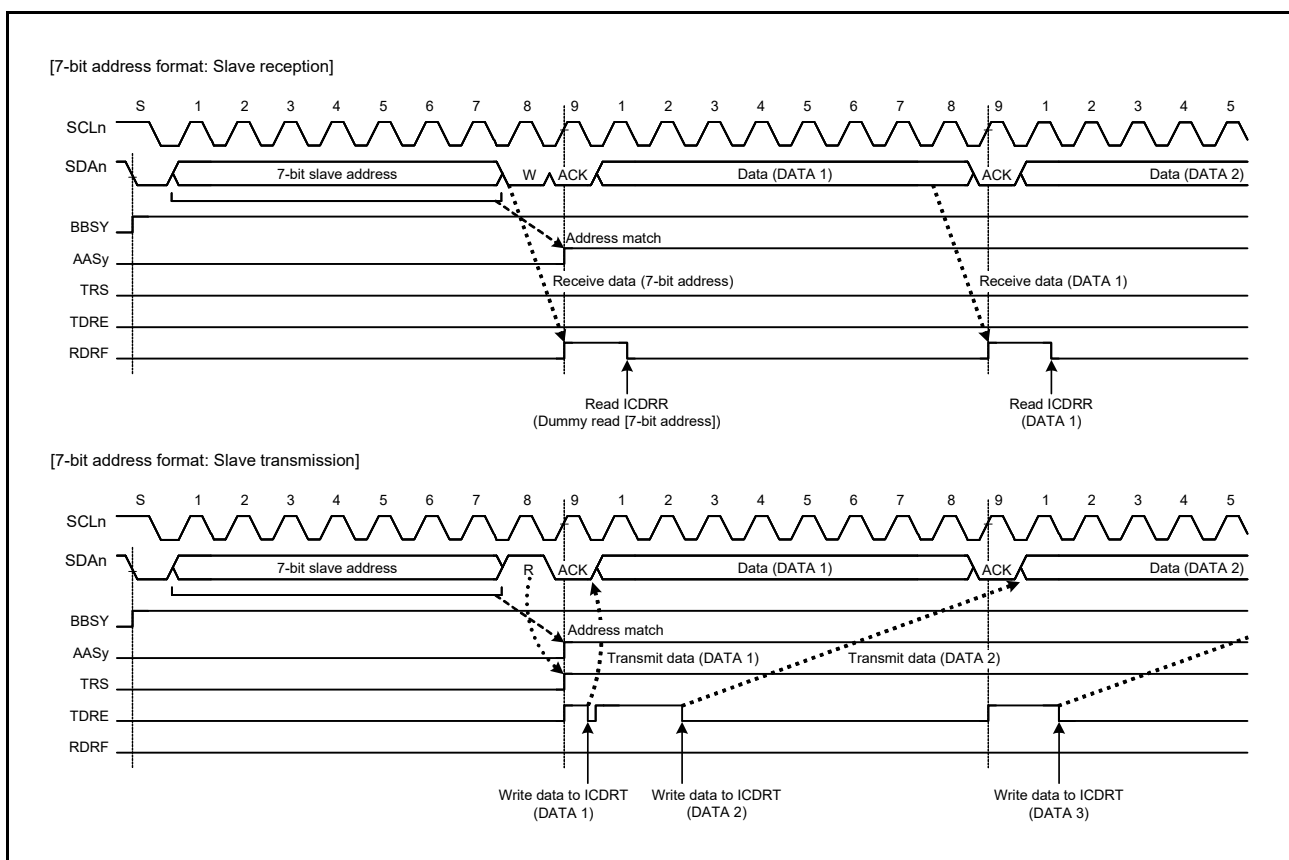 [7-bit address format: Slave reception]
S 1 2 3 4 5 6 7 8 9 1 2 3 4 5 6 7 8 9 1 2 3 4 5
SCLn
SDAn 7-bit slave address W ACK Data (DATA 1) ACK Data (DATA 2)
BBSY
Address match
AASy
Receive data (7-bit address) Receive data (DATA 1)
TRS
TDRE
RDRF
Read ICDRR Read ICDRR
(Dummy read [7-bit address]) (DATA 1)
[7-bit address format: Slave transmission]
S 1 2 3 4 5 6 7 8 9 1 2 3 4 5 6 7 8 9 1 2 3 4 5
SCLn
SDAn 7-bit slave address R ACK Data (DATA 1) ACK Data (DATA 2)
BBSY
Address match
AASy
Transmit data (DATA 1) Transmit data (DATA 2)
TRS
TDRE
RDRF
Write data to ICDRT Write data to ICDRT Write data to ICDRT
(DATA 1) (DATA 2) (DATA 3)